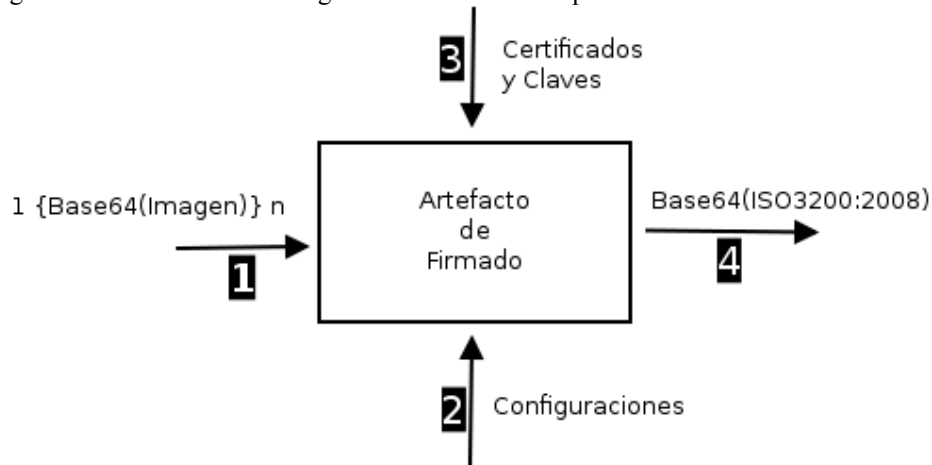 3
Certificados
y Claves
1 {Base64(Imagen)} n
1
Artefacto
de
Firmado
Base64(ISO3200:2008)
4
2
Configuraciones